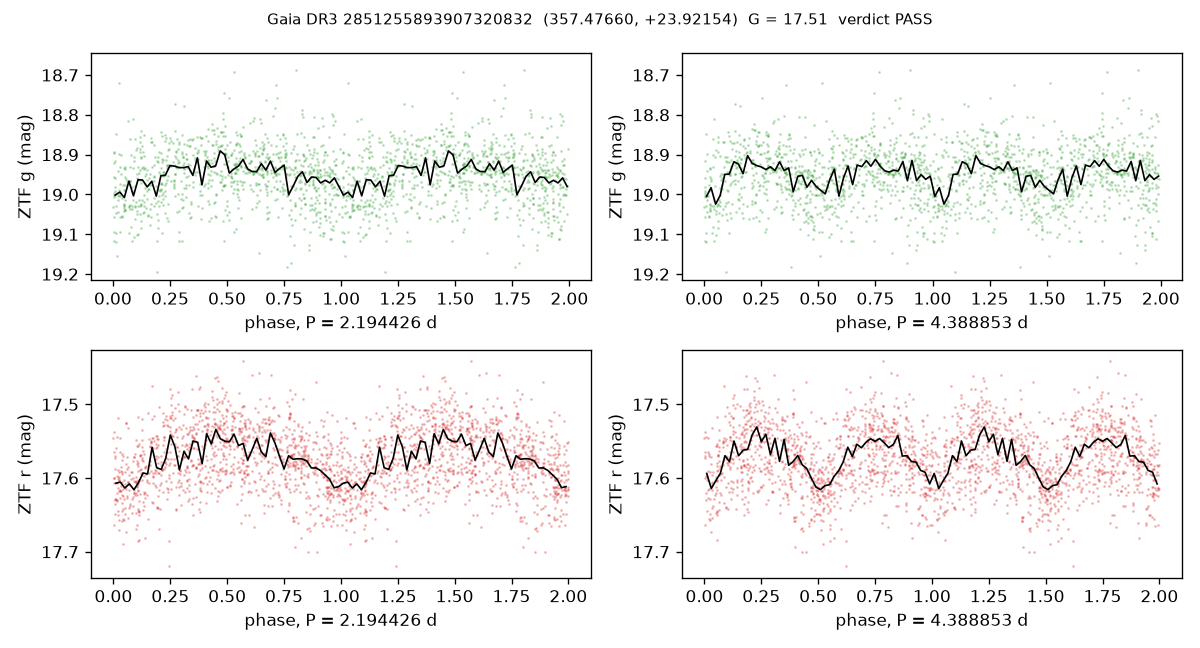 Gaia DR3 2851255893907320832 (357.47660, +23.92154) G = 17.51 verdict PASS
ZTF g (mag)
18.7
18.8
18.9
19.0
19.1
19.2
0.00 0.25 0.50 0.75 1.00 1.25 1.50 1.75 2.00
phase, P = 2.194426 d
ZTF g (mag)
18.7
18.8
18.9
19.0
19.1
19.2
0.00 0.25 0.50 0.75 1.00 1.25 1.50 1.75 2.00
phase, P = 4.388853 d
ZTF r (mag)
17.5
17.6
17.7
0.00 0.25 0.50 0.75 1.00 1.25 1.50 1.75 2.00
phase, P = 2.194426 d
ZTF r (mag)
17.5
17.6
17.7
0.00 0.25 0.50 0.75 1.00 1.25 1.50 1.75 2.00
phase, P = 4.388853 d